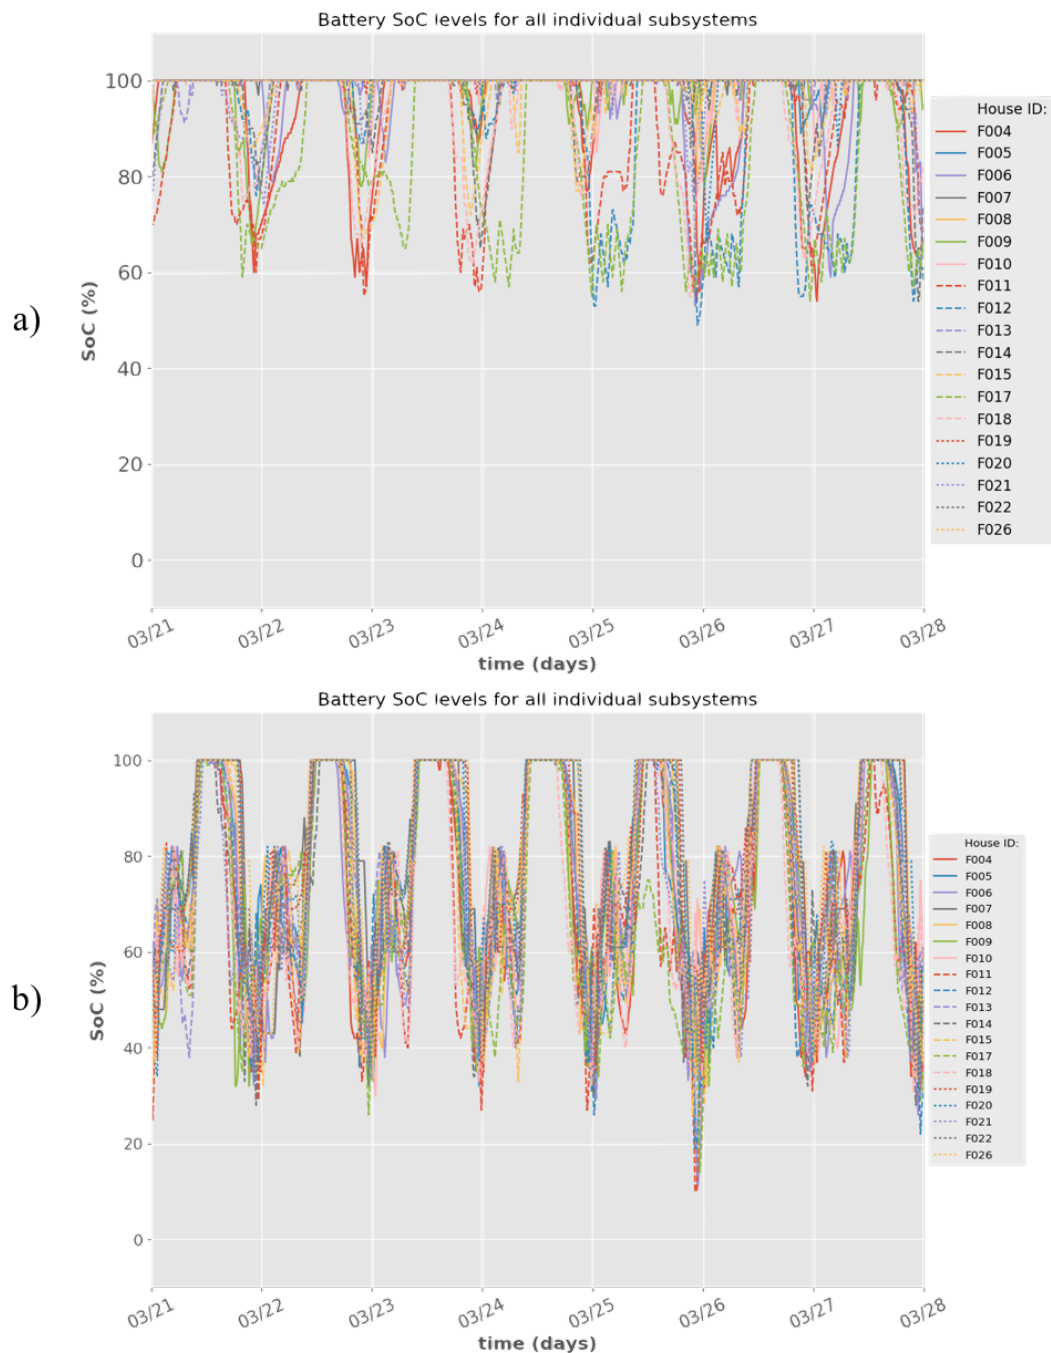 Battery SoC levels for all individual subsystems
a)
SoC (%)
100
80
60
40
20
0
03/21
03/22
03/23
03/24
03/25
03/26
03/27
03/28
time (days)
House ID:
F004
F005
F006
F007
F008
F009
F010
F011
F012
F013
F014
F015
F017
F018
F019
F020
F021
F022
F026
Battery SoC levels for all individual subsystems
b)
SoC (%)
100
80
60
40
20
0
03/21
03/22
03/23
03/24
03/25
03/26
03/27
03/28
time (days)
House ID:
F004
F005
F006
F007
F008
F009
F010
F011
F012
F013
F014
F015
F017
F018
F019
F020
F021
F022
F026